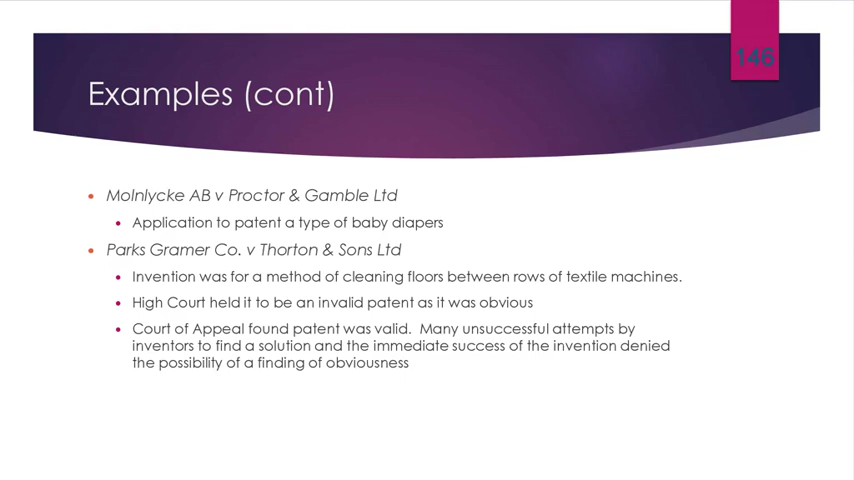 146
Examples (cont)
• Molnlycke AB v Proctor & Gamble Ltd
• Application to patent a type of baby diapers
• Parks Gramer Co. v Thorton & Sons Ltd
• Invention was for a method of cleaning floors between rows of textile machines.
• High Court held it to be an invalid patent as it was obvious
• Court of Appeal found patent was valid. Many unsuccessful attempts by
inventors to find a solution and the immediate success of the invention denied
the possibility of a finding of obviousness